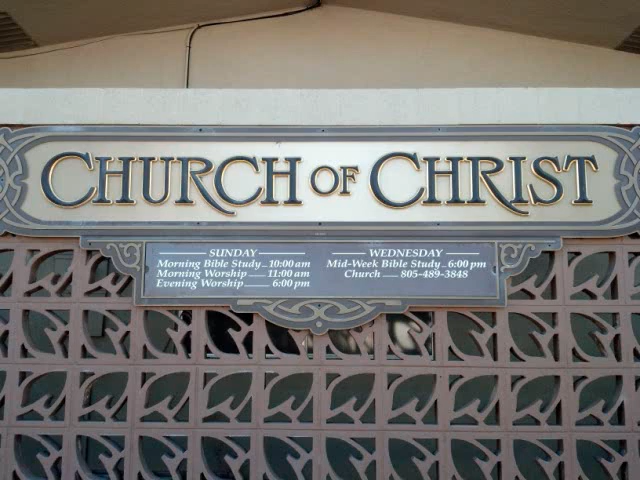 CHURCH OF CHRIST
SUNDAY
Morning Bible Study 10:00 am
Morning Worship 11:00 am
Evening Worship 6:00 pm
WEDNESDAY
Mid-Week Bible Study 6:00 pm
Church 805-489-3848